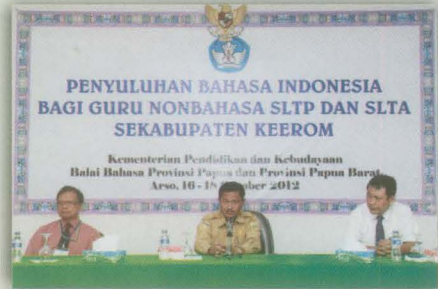 PENYULUHAN BAHASA INDONESIA
BAGI GURU NONBAHASA SLTP DAN SLTA
SEKABUPATEN KEEROM
Kementerian Pendidikan dan Kebudayaan
Balai Bahasa Provinsi Papua dan Provinsi Papua Barat
Arso, 16 - 18 2012